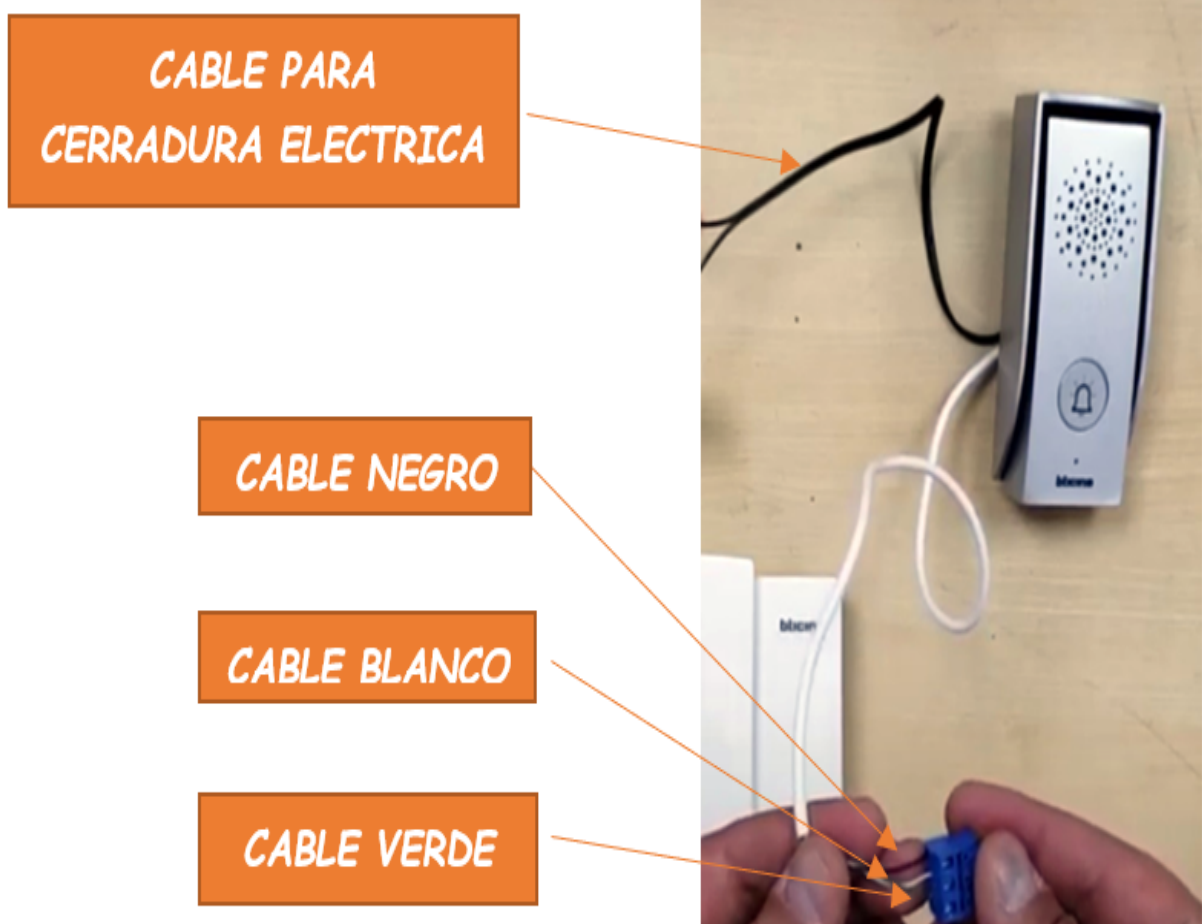 CABLE PARA
CERRADURA ELECTRICA
CABLE NEGRO
CABLE BLANCO
CABLE VERDE